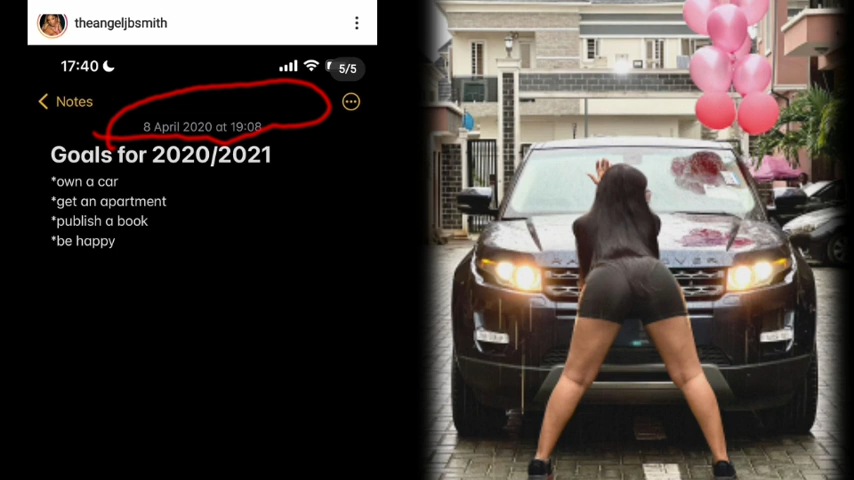 theangeljbsmith
17:40
5/5
Notes
8 April 2020 at 19:08
Goals for 2020/2021
*own a car
*get an apartment
*publish a book
*be happy